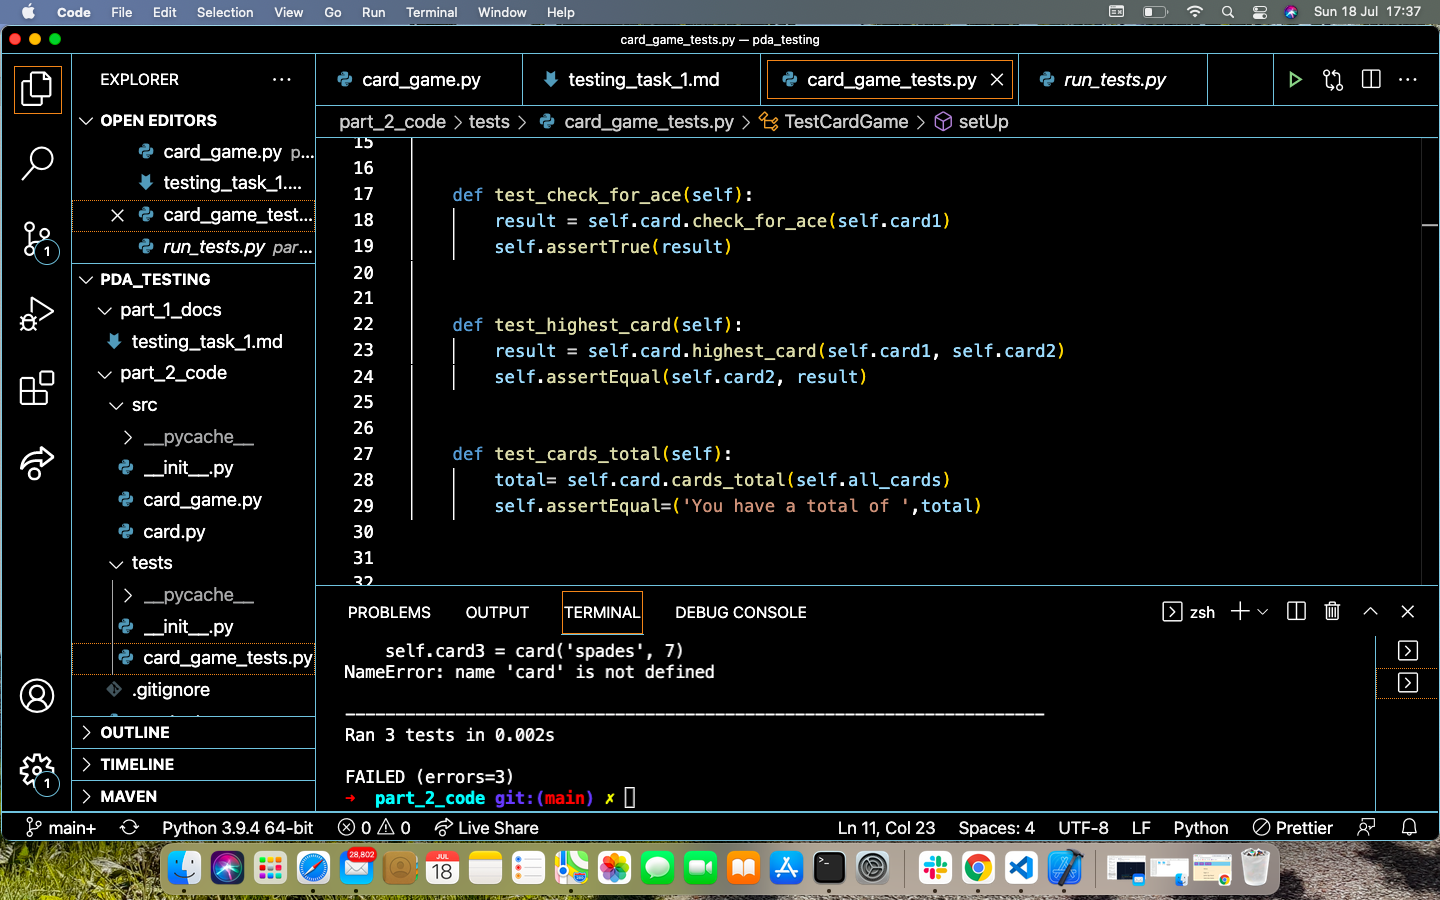 Code File Edit Selection View Go Run Terminal Window Help Sun 18 Jul 17:37
card_game_tests.py — pda_testing
EXPLORER
card_game.py testing_task_1.md card_game_tests.py run_tests.py
part_2_code > tests > card_game_tests.py > TestCardGame > setUp
OPEN EDITORS
card_game.py p...
testing_task_1....
card_game_test...
run_tests.py par...
PDA_TESTING
part_1_docs
testing_task_1.md
part_2_code
src
__pycache__
__init__.py
card_game.py
card.py
tests
__pycache__
__init__.py
card_game_tests.py
.gitignore
OUTLINE
TIMELINE
MAVEN
1
1
15
16
17 def test_check_for_ace(self):
18 result = self.card.check_for_ace(self.card1)
19 self.assertTrue(result)
20
21
22 def test_highest_card(self):
23 result = self.card.highest_card(self.card1, self.card2)
24 self.assertEqual(self.card2, result)
25
26
27 def test_cards_total(self):
28 total= self.card.cards_total(self.all_cards)
29 self.assertEqual=('You have a total of ',total)
30
31
32
PROBLEMS OUTPUT TERMINAL DEBUG CONSOLE zsh
self.card3 = card('spades', 7)
NameError: name 'card' is not defined
----------------------------------------------------------------------
Ran 3 tests in 0.002s
FAILED (errors=3)
➜ part_2_code git:(main) ✗
main+ Python 3.9.4 64-bit 0 0 Live Share Ln 11, Col 23 Spaces: 4 UTF-8 LF Python Prettier
28,802
JUL
18